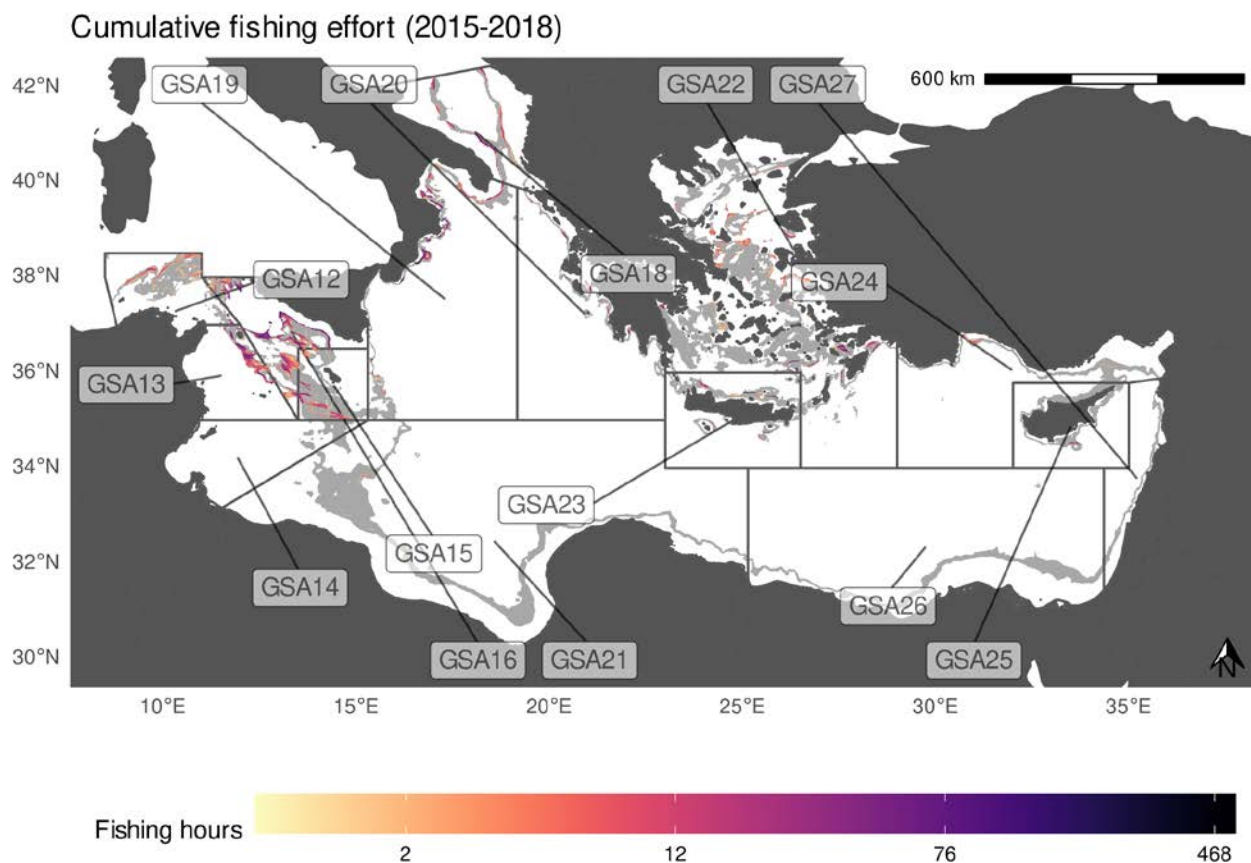 Cumulative fishing effort (2015-2018)
42°N
40°N
38°N
36°N
34°N
32°N
30°N
GSA19
GSA20
GSA22
GSA27
600 km
GSA18
GSA24
GSA12
GSA13
GSA23
GSA15
GSA14
GSA26
GSA16
GSA21
GSA25
N
10°E
15°E
20°E
25°E
30°E
35°E
Fishing hours
2
12
76
468